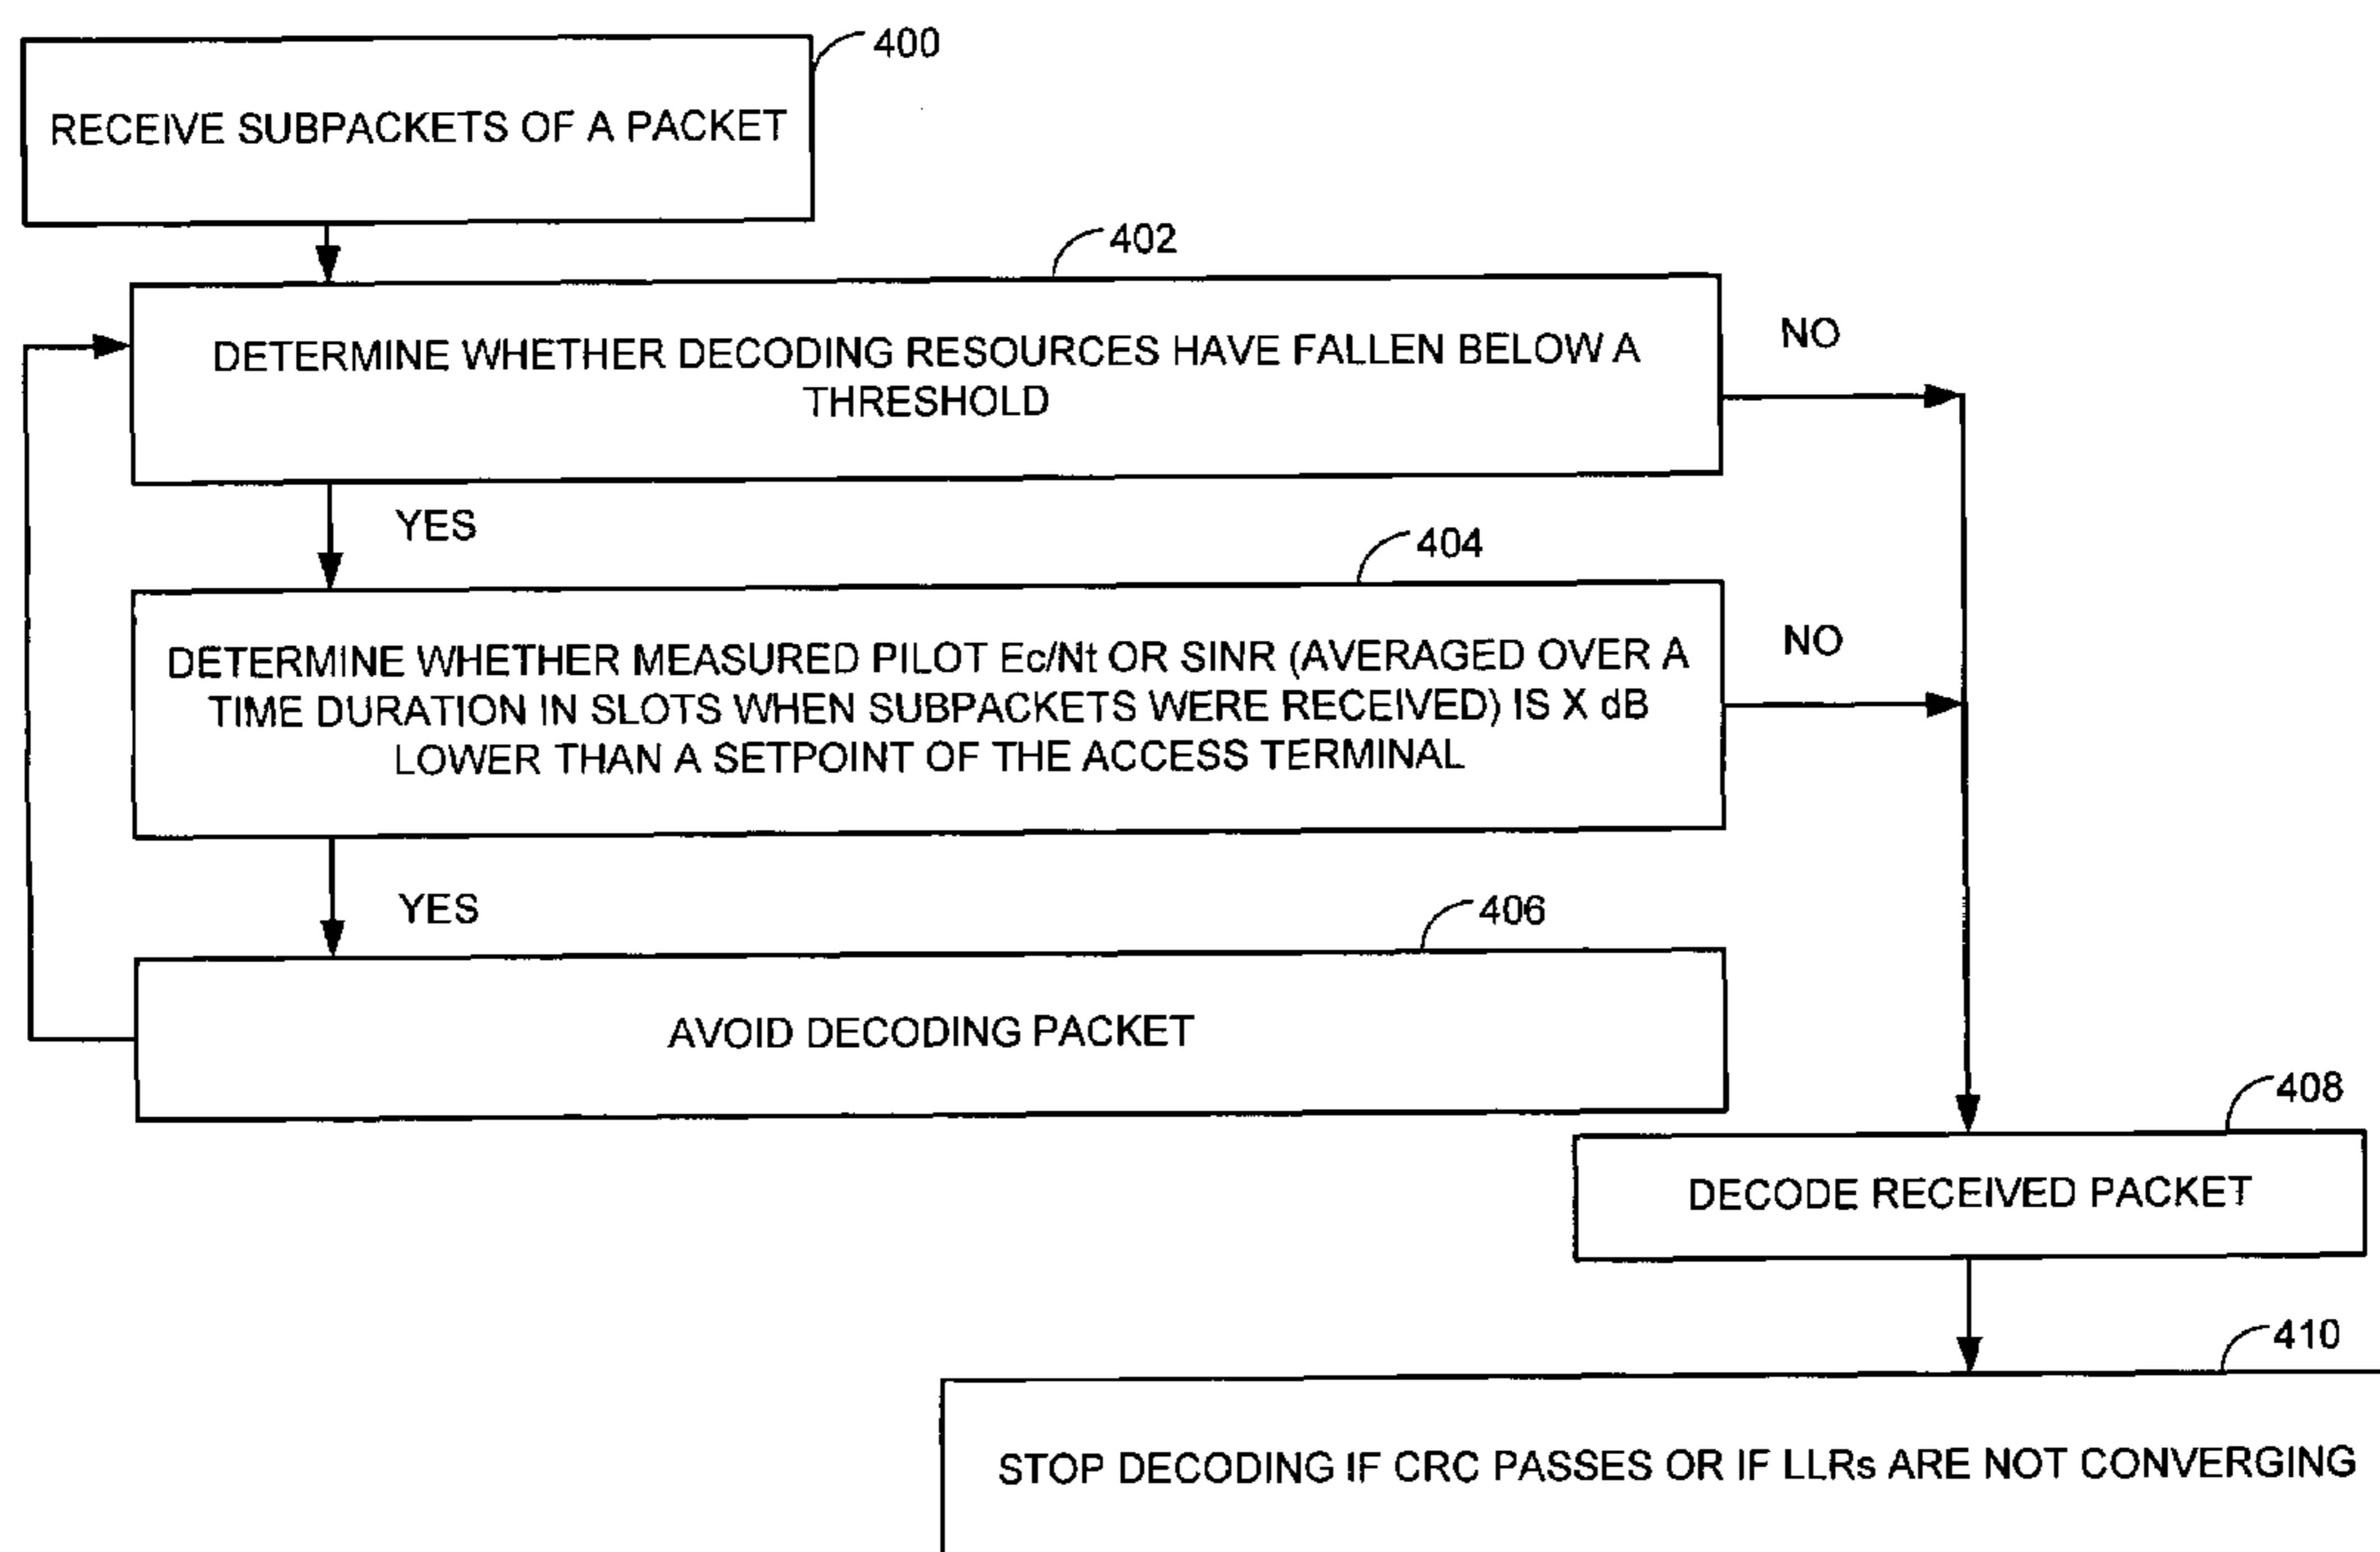 400
RECEIVE SUBPACKETS OF A PACKET
402
DETERMINE WHETHER DECODING RESOURCES HAVE FALLEN BELOW A
THRESHOLD
NO
YES
404
DETERMINE WHETHER MEASURED PILOT Ec/Nt OR SINR (AVERAGED OVER A
TIME DURATION IN SLOTS WHEN SUBPACKETS WERE RECEIVED) IS X dB
LOWER THAN A SETPOINT OF THE ACCESS TERMINAL
NO
YES
406
AVOID DECODING PACKET
408
DECODE RECEIVED PACKET
410
STOP DECODING IF CRC PASSES OR IF LLRs ARE NOT CONVERGING